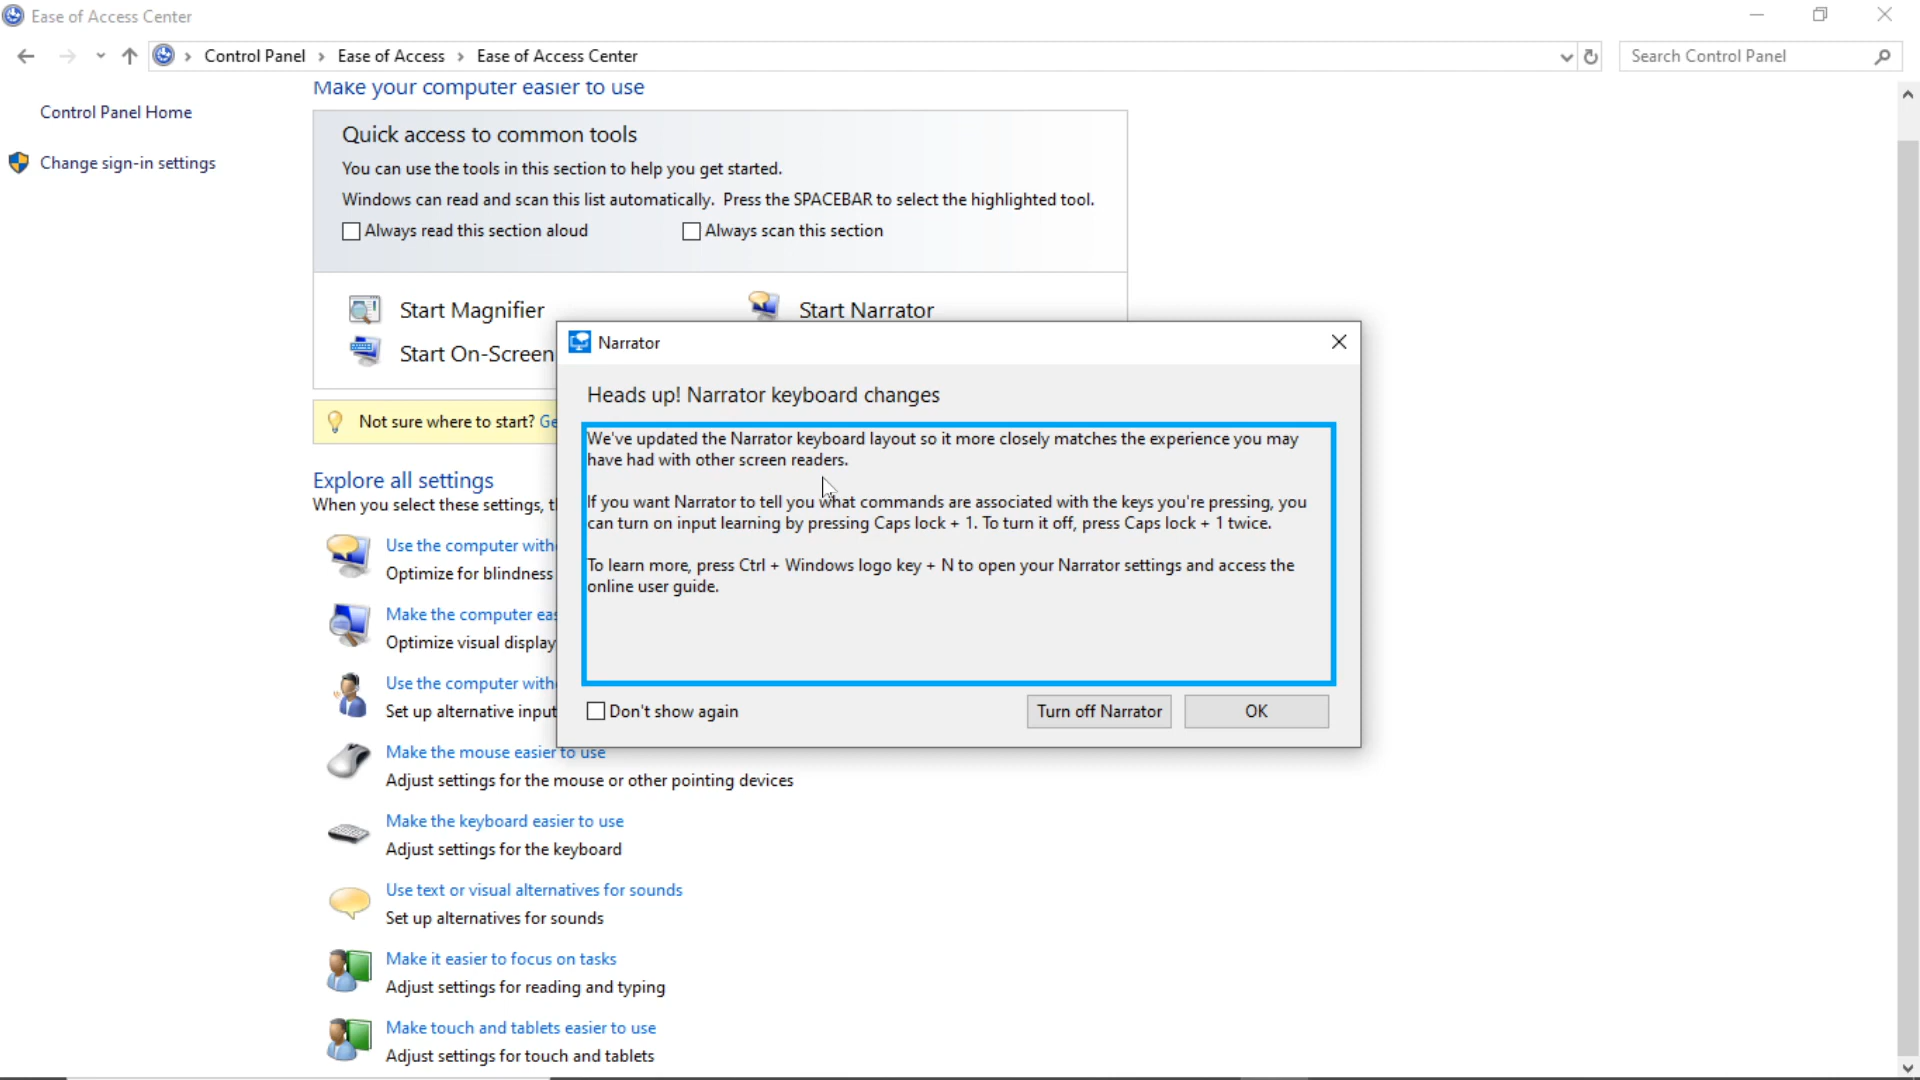 Ease of Access Center
Control Panel
Ease of Access
Ease of Access Center
Search Control Panel
Control Panel Home
Change sign-in settings
Make your computer easier to use
Quick access to common tools
You can use the tools in this section to help you get started.
Windows can read and scan this list automatically. Press the SPACEBAR to select the highlighted tool.
Always read this section aloud
Always scan this section
Start Magnifier
Start Narrator
Start On-Screen
Not sure where to start?
Explore all settings
When you select these settings,
Use the computer
Optimize for blindness
Make the computer
Optimize visual display
Use the computer
Set up alternative input
Make the mouse easier to use
Adjust settings for the mouse or other pointing devices
Make the keyboard easier to use
Adjust settings for the keyboard
Use text or visual alternatives for sounds
Set up alternatives for sounds
Make it easier to focus on tasks
Adjust settings for reading and typing
Make touch and tablets easier to use
Adjust settings for touch and tablets
Narrator
Heads up! Narrator keyboard changes
We've updated the Narrator keyboard layout so it more closely matches the experience you may
have had with other screen readers.
If you want Narrator to tell you what commands are associated with the keys you're pressing, you
can turn on input learning by pressing Caps lock + 1. To turn it off, press Caps lock + 1 twice.
To learn more, press Ctrl + Windows logo key + N to open your Narrator settings and access the
online user guide.
Don't show again
Turn off Narrator
OK